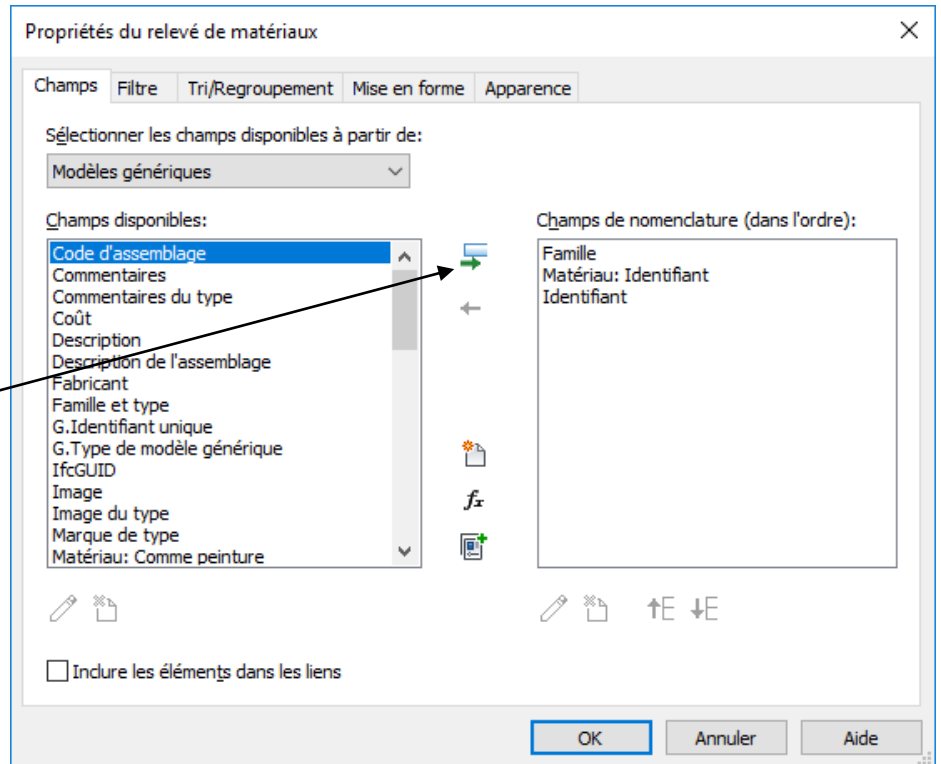 Propriétés du relevé de matériaux
Champs Filtre Tri/Regroupement Mise en forme Apparence
Sélectionner les champs disponibles à partir de:
Modèles génériques
Champs disponibles:
Code d'assemblage
Commentaires
Commentaires du type
Coût
Description
Description de l'assemblage
Fabricant
Famille et type
G.Identifiant unique
G.Type de modèle générique
IfcGUID
Image
Image du type
Marque de type
Matériau: Comme peinture
fx
Champs de nomenclature (dans l'ordre):
Famille
Matériau: Identifiant
Identifiant
Inclure les éléments dans les liens
OK Annuler Aide